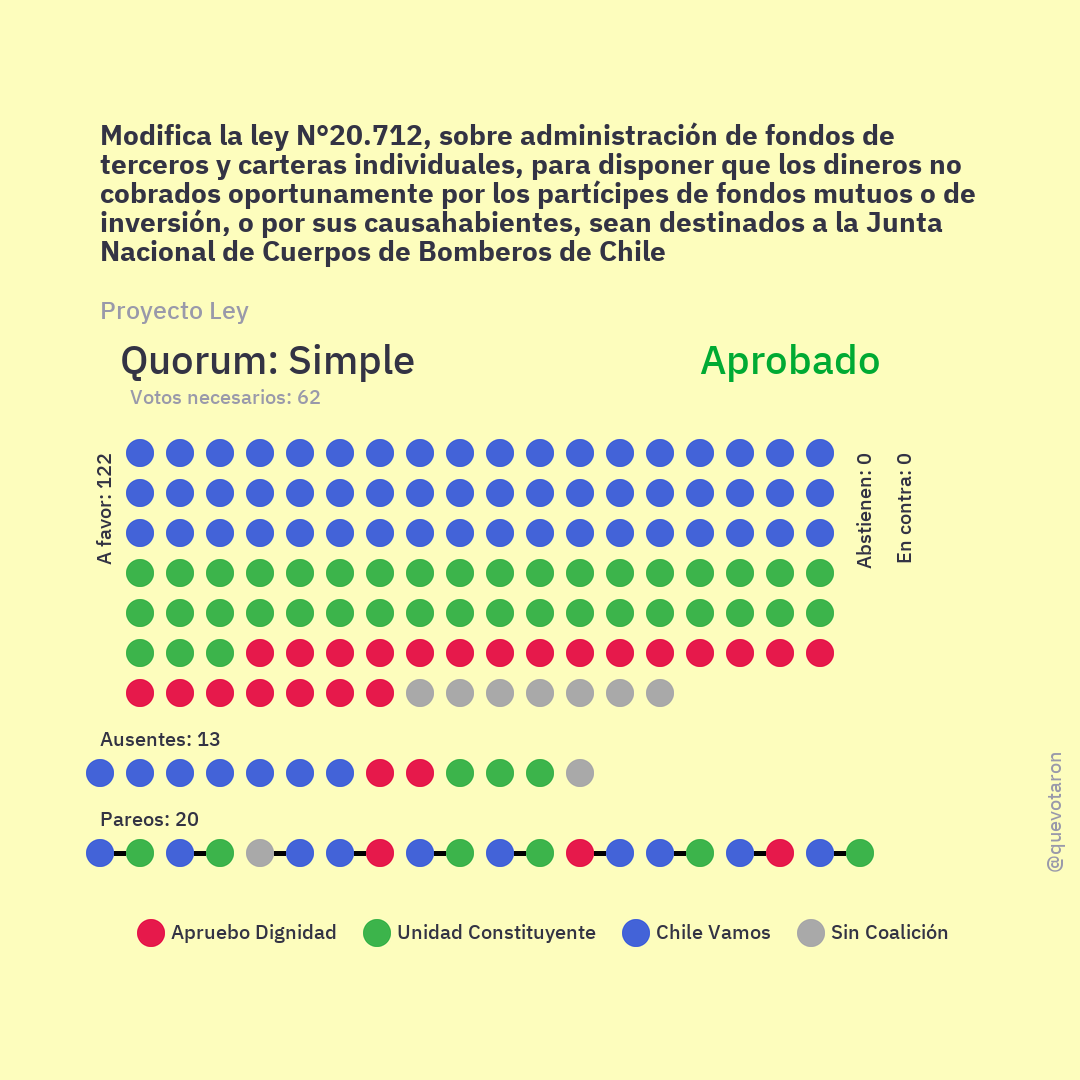 Modifica la ley N°20.712, sobre administración de fondos de
terceros y carteras individuales, para disponer que los dineros no
cobrados oportunamente por los partícipes de fondos mutuos o de
inversión, o por sus causahabientes, sean destinados a la Junta
Nacional de Cuerpos de Bomberos de Chile
Proyecto Ley
Quorum: Simple
Aprobado
Votos necesarios: 62
A favor: 122
Abstienen: 0
En contra: 0
Ausentes: 13
Pareos: 20
@quevotaron
Apruebo Dignidad
Unidad Constituyente
Chile Vamos
Sin Coalición